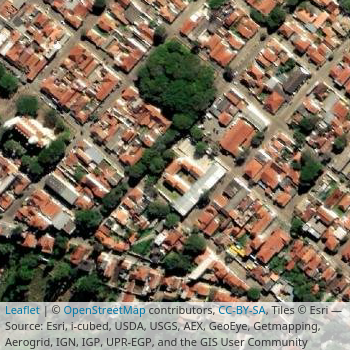 Leaflet | © OpenStreetMap contributors, CC-BY-SA, Tiles © Esri —
Source: Esri, i-cubed, USDA, USGS, AEX, GeoEye, Getmapping,
Aerogrid, IGN, IGP, UPR-EGP, and the GIS User Community